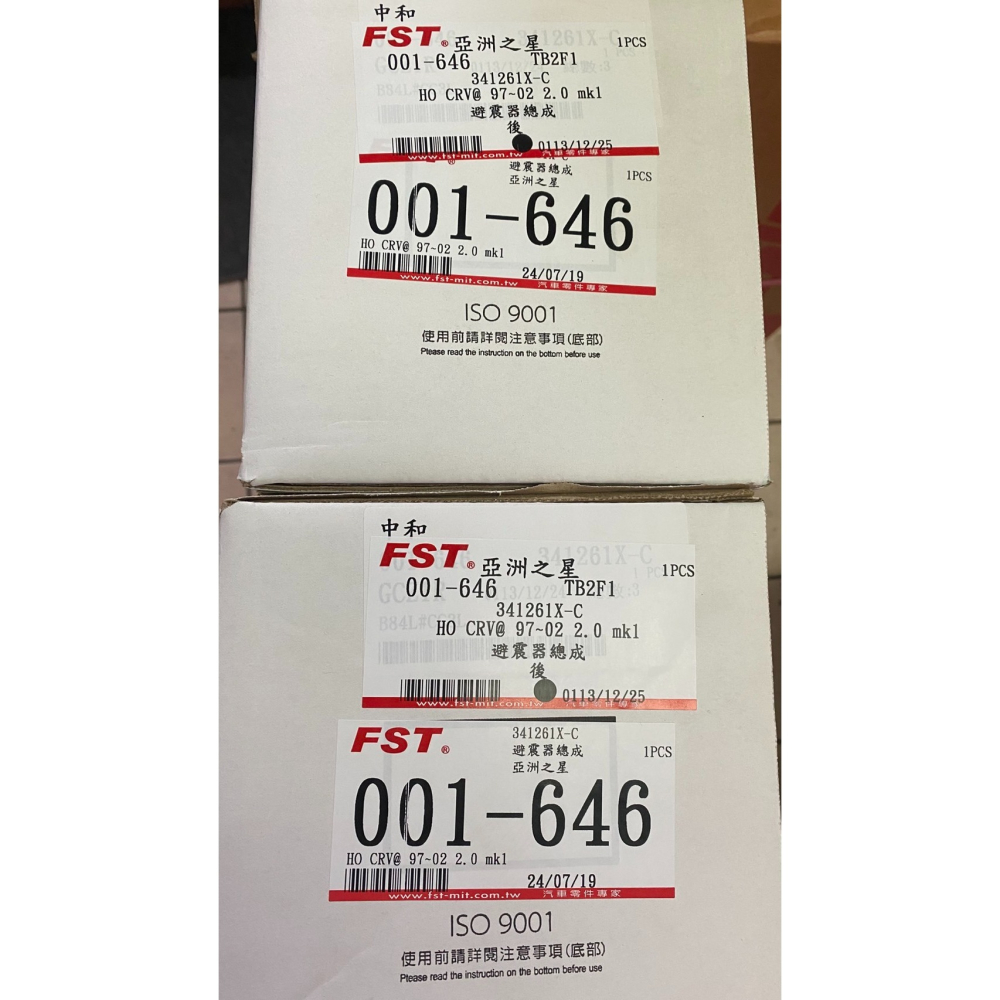 中和
FST® 亞洲之星 1PCS
001-646 TB2F1
341261X-C
HO CRV@ 97~02 2.0 mk1
避震器總成
後
0113/12/25
www.fst-mit.com.tw 汽車零件專家
避震器總成
亞洲之星 1PCS
001-646
HO CRV@ 97~02 2.0 mk1
24/07/19
www.fst-mit.com.tw 汽車零件專家
ISO 9001
使用前請詳閱注意事項(底部)
Please read the instruction on the bottom before use
中和
FST® 亞洲之星 1PCS
001-646 TB2F1
341261X-C
HO CRV@ 97~02 2.0 mk1
避震器總成
後
0113/12/25
www.fst-mit.com.tw 汽車零件專家
FST® 341261X-C
避震器總成 1PCS
亞洲之星
001-646
HO CRV@ 97~02 2.0 mk1
24/07/19
www.fst-mit.com.tw 汽車零件專家
ISO 9001
使用前請詳閱注意事項(底部)
Please read the instruction on the bottom before use